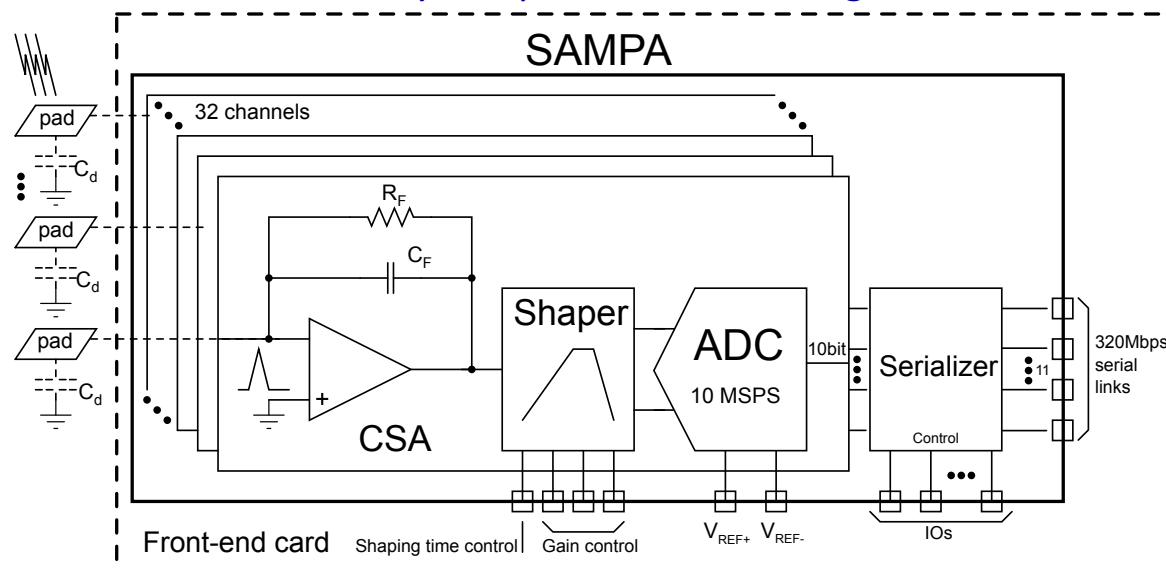 SAMPA
32 channels
pad
C_d
pad
C_d
pad
C_d
R_F
C_F
+
CSA
Shaper
ADC
10 MSPS
10bit
Serializer
Control
11
320Mbps
serial
links
Shaping time control
Gain control
V_REF+
V_REF-
IOs
Front-end card